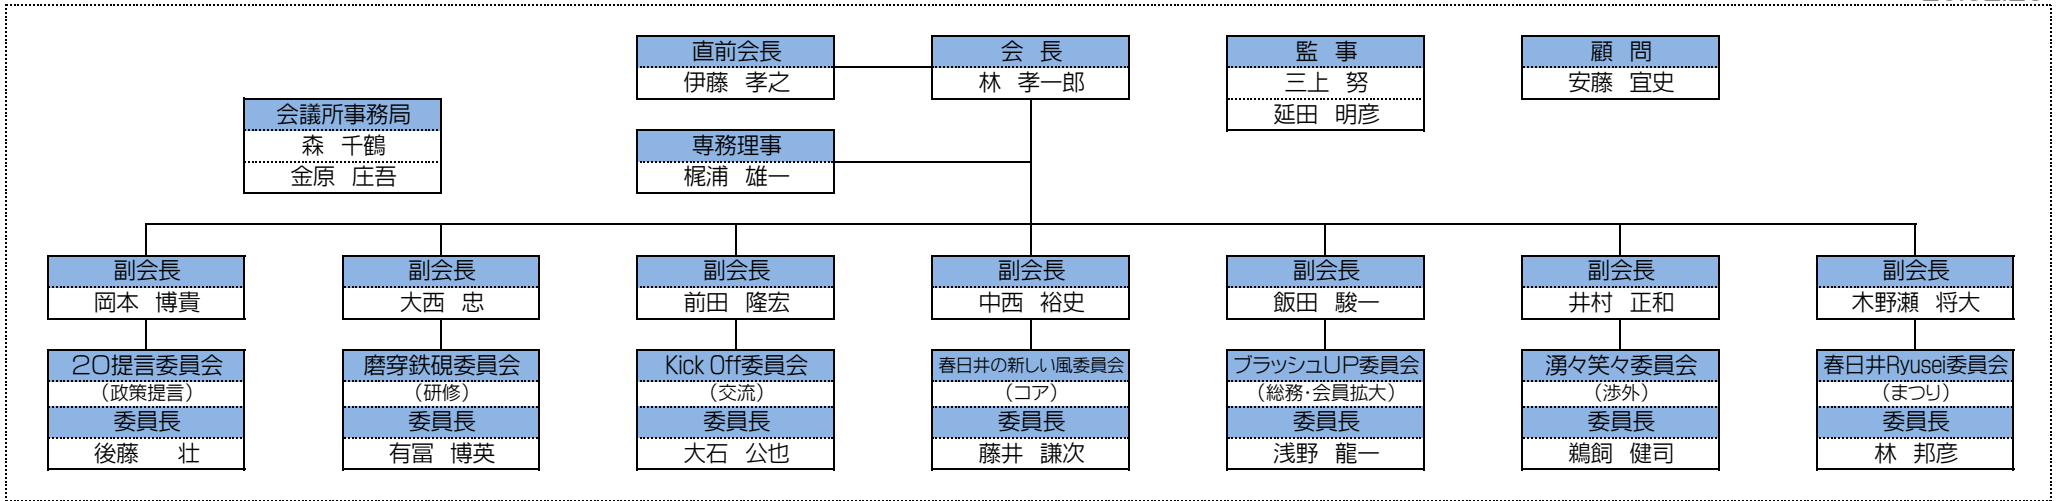 直前会長
伊藤 孝之
会 長
林 孝一郎
監 事
三上 努
延田 明彦
顧 問
安藤 宜史
会議所事務局
森 千鶴
金原 庄吾
専務理事
梶浦 雄一
副会長
岡本 博貴
副会長
大西 忠
副会長
前田 隆宏
副会長
中西 裕史
副会長
飯田 駿一
副会長
井村 正和
副会長
木野瀬 将大
20提言委員会
(政策提言)
委員長
後藤 壮
磨穿鉄硯委員会
(研修)
委員長
有冨 博英
Kick Off委員会
(交流)
委員長
大石 公也
春日井の新しい風委員会
(コア)
委員長
藤井 謙次
ブラッシュUP委員会
(総務・会員拡大)
委員長
浅野 龍一
湧々笑々委員会
(渉外)
委員長
鵜飼 健司
春日井Ryusei委員会
(まつり)
委員長
林 邦彦